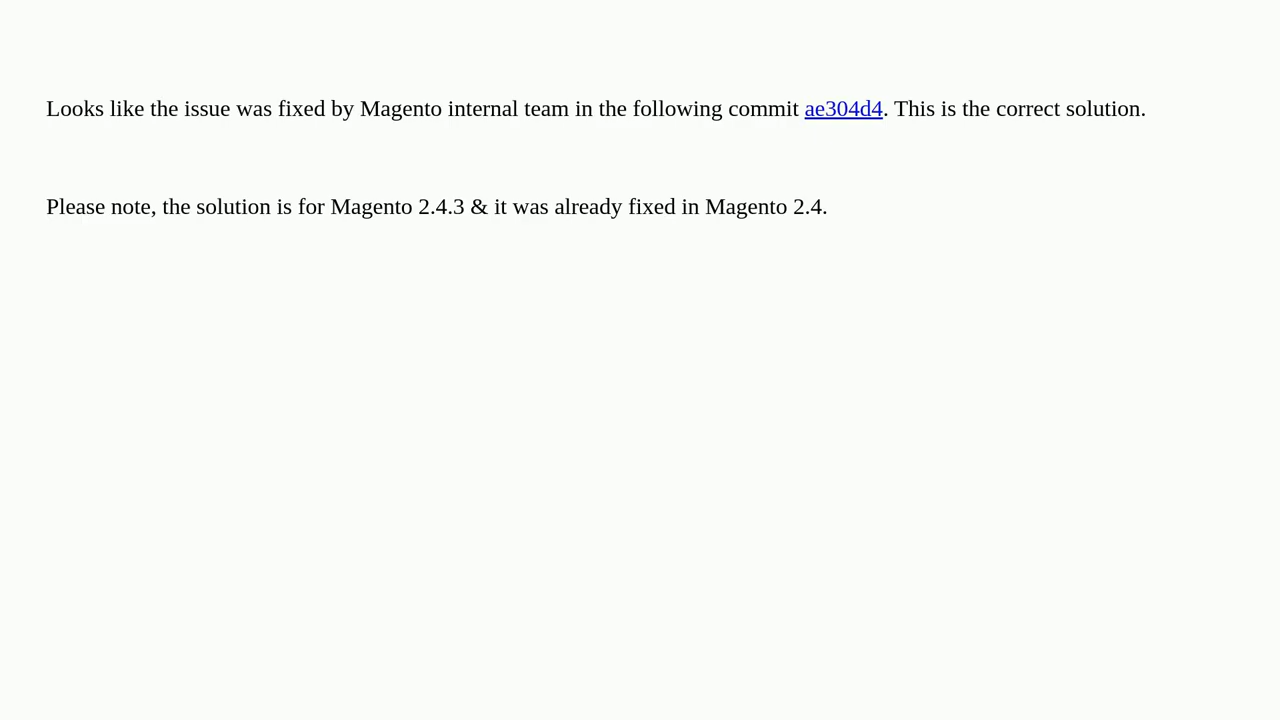 Looks like the issue was fixed by Magento internal team in the following commit ae304d4. This is the correct solution.
Please note, the solution is for Magento 2.4.3 & it was already fixed in Magento 2.4.